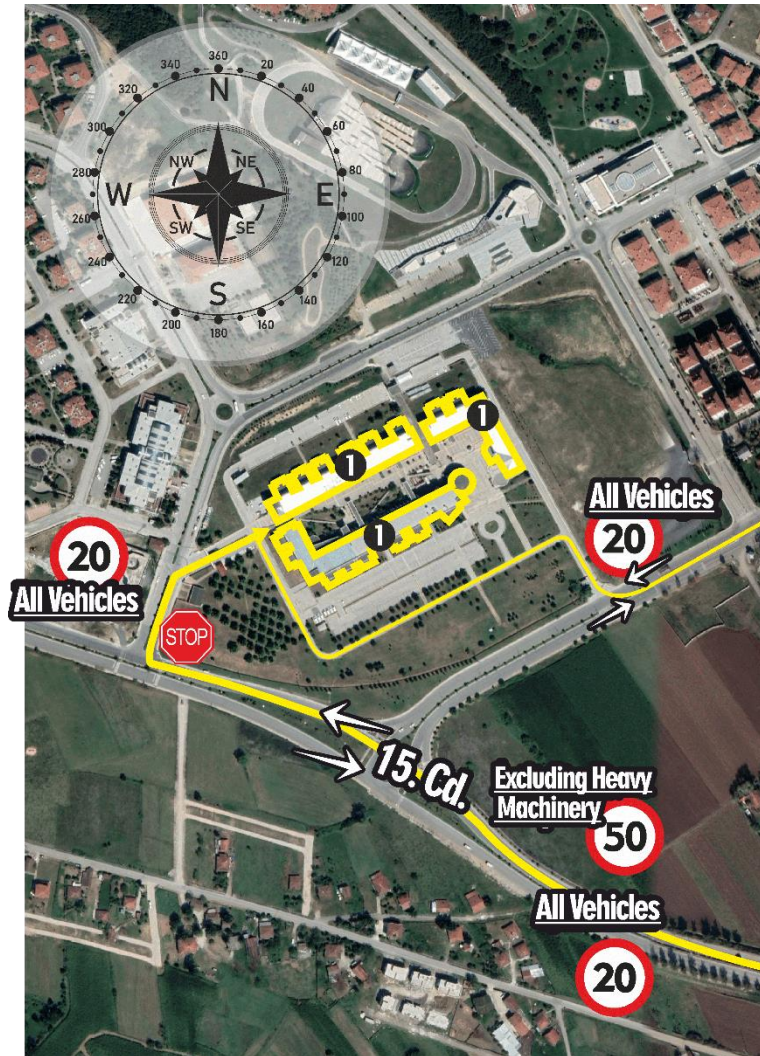 360
340
20
N
320
40
300
60
NW
NE
280
80
W
E
260
100
SW
SE
240
120
S
220
140
200
160
180
1
1
1
All Vehicles
20
20
All Vehicles
STOP
15. Cd.
Excluding Heavy
Machinery
50
All Vehicles
20